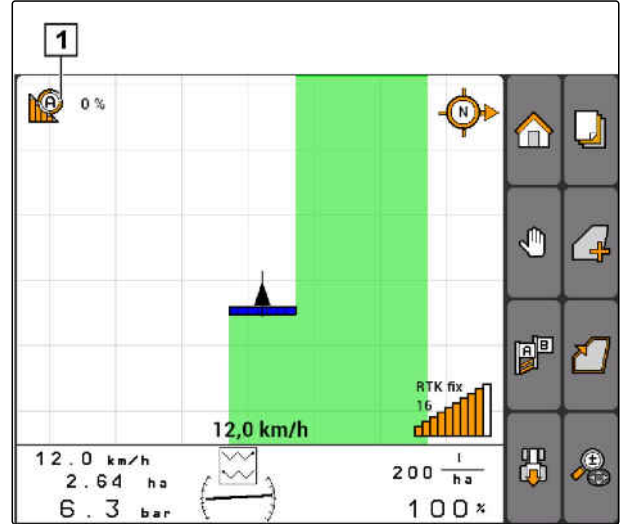 1
A 0 %
N
A B
RTK fix
16
12,0 km/h
12.0 km/h
2.64 ha
6.3 bar
200 l/ha
100%